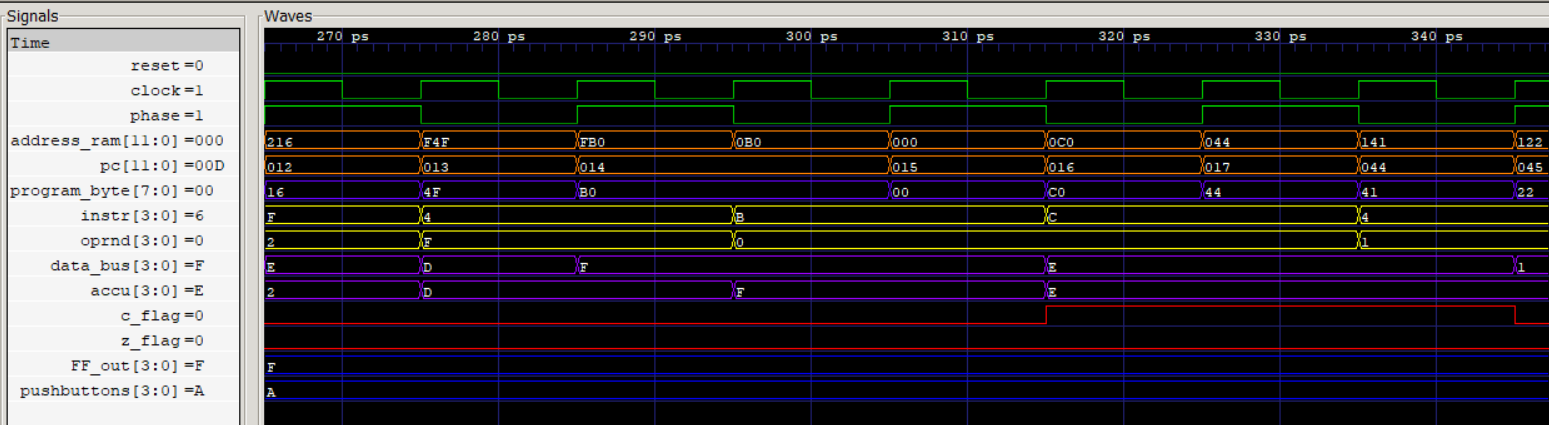 Signals Waves
Time 270 ps 280 ps 290 ps 300 ps 310 ps 320 ps 330 ps 340 ps
reset=0
clock=1
phase=1
address_ram[11:0]=000 216 F4F FB0 0B0 000 0C0 044 141 122
pc[11:0]=00D 012 013 014 015 016 017 044 045
program_byte[7:0]=00 16 4F B0 00 C0 44 41 22
instr[3:0]=6 F 4 B C 4
oprnd[3:0]=0 2 F 0 1
data_bus[3:0]=F E D F E 1
accu[3:0]=E 2 D F E
c_flag=0
z_flag=0
FF_out[3:0]=F F
pushbuttons[3:0]=A A